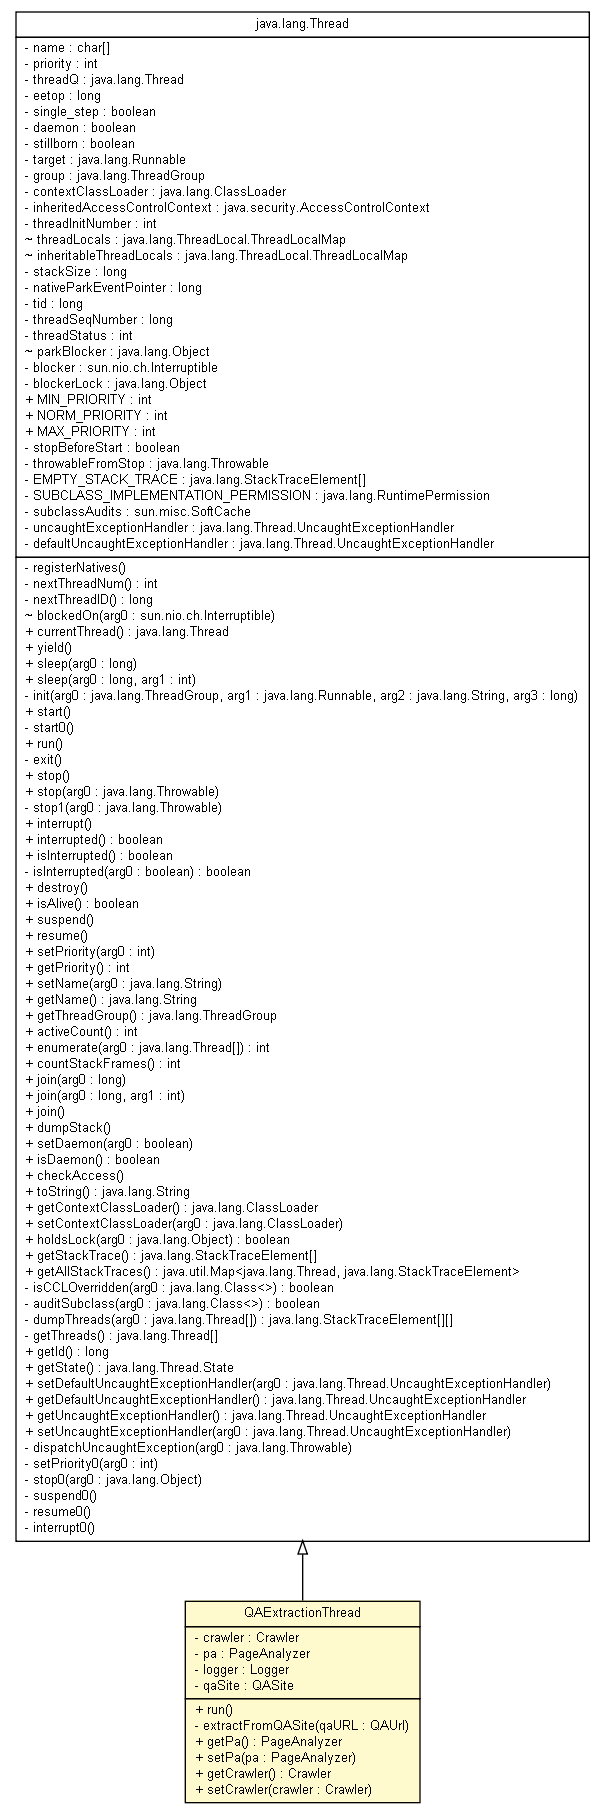 java.lang.Thread
- name : char[]
- priority : int
- threadQ : java.lang.Thread
- eetop : long
- single_step : boolean
- daemon : boolean
- stillborn : boolean
- target : java.lang.Runnable
- group : java.lang.ThreadGroup
- contextClassLoader : java.lang.ClassLoader
- inheritedAccessControlContext : java.security.AccessControlContext
- threadInitNumber : int
~ threadLocals : java.lang.ThreadLocal.ThreadLocalMap
~ inheritableThreadLocals : java.lang.ThreadLocal.ThreadLocalMap
- stackSize : long
- nativeParkEventPointer : long
- tid : long
- threadSeqNumber : long
- threadStatus : int
~ parkBlocker : java.lang.Object
- blocker : sun.nio.ch.Interruptible
- blockerLock : java.lang.Object
+ MIN_PRIORITY : int
+ NORM_PRIORITY : int
+ MAX_PRIORITY : int
- stopBeforeStart : boolean
- throwableFromStop : java.lang.Throwable
- EMPTY_STACK_TRACE : java.lang.StackTraceElement[]
- SUBCLASS_IMPLEMENTATION_PERMISSION : java.lang.RuntimePermission
- subclassAudits : sun.misc.SoftCache
- uncaughtExceptionHandler : java.lang.Thread.UncaughtExceptionHandler
- defaultUncaughtExceptionHandler : java.lang.Thread.UncaughtExceptionHandler
- registerNatives()
- nextThreadNum() : int
- nextThreadID() : long
~ blockedOn(arg0 : sun.nio.ch.Interruptible)
+ currentThread() : java.lang.Thread
+ yield()
+ sleep(arg0 : long)
+ sleep(arg0 : long, arg1 : int)
- init(arg0 : java.lang.ThreadGroup, arg1 : java.lang.Runnable, arg2 : java.lang.String, arg3 : long)
+ start()
- start0()
+ run()
- exit()
+ stop()
+ stop(arg0 : java.lang.Throwable)
- stop1(arg0 : java.lang.Throwable)
+ interrupt()
+ interrupted() : boolean
+ isInterrupted() : boolean
- isInterrupted(arg0 : boolean) : boolean
+ destroy()
+ isAlive() : boolean
+ suspend()
+ resume()
+ setPriority(arg0 : int)
+ getPriority() : int
+ setName(arg0 : java.lang.String)
+ getName() : java.lang.String
+ getThreadGroup() : java.lang.ThreadGroup
+ activeCount() : int
+ enumerate(arg0 : java.lang.Thread[]) : int
+ countStackFrames() : int
+ join(arg0 : long)
+ join(arg0 : long, arg1 : int)
+ join()
+ dumpStack()
+ setDaemon(arg0 : boolean)
+ isDaemon() : boolean
+ checkAccess()
+ toString() : java.lang.String
+ getContextClassLoader() : java.lang.ClassLoader
+ setContextClassLoader(arg0 : java.lang.ClassLoader)
+ holdsLock(arg0 : java.lang.Object) : boolean
+ getStackTrace() : java.lang.StackTraceElement[]
+ getAllStackTraces() : java.util.Map<java.lang.Thread, java.lang.StackTraceElement>
- isCCLOverridden(arg0 : java.lang.Class<>) : boolean
- auditSubclass(arg0 : java.lang.Class<>) : boolean
- dumpThreads(arg0 : java.lang.Thread[]) : java.lang.StackTraceElement[][]
- getThreads() : java.lang.Thread[]
+ getId() : long
+ getState() : java.lang.Thread.State
+ setDefaultUncaughtExceptionHandler(arg0 : java.lang.Thread.UncaughtExceptionHandler)
+ getDefaultUncaughtExceptionHandler() : java.lang.Thread.UncaughtExceptionHandler
+ getUncaughtExceptionHandler() : java.lang.Thread.UncaughtExceptionHandler
+ setUncaughtExceptionHandler(arg0 : java.lang.Thread.UncaughtExceptionHandler)
- dispatchUncaughtException(arg0 : java.lang.Throwable)
- setPriority0(arg0 : int)
- stop0(arg0 : java.lang.Object)
- suspend0()
- resume0()
- interrupt0()
QAExtractionThread
- crawler : Crawler
- pa : PageAnalyzer
- logger : Logger
- qaSite : QASite
+ run()
- extractFromQASite(qaURL : QAUrl)
+ getPa() : PageAnalyzer
+ setPa(pa : PageAnalyzer)
+ getCrawler() : Crawler
+ setCrawler(crawler : Crawler)